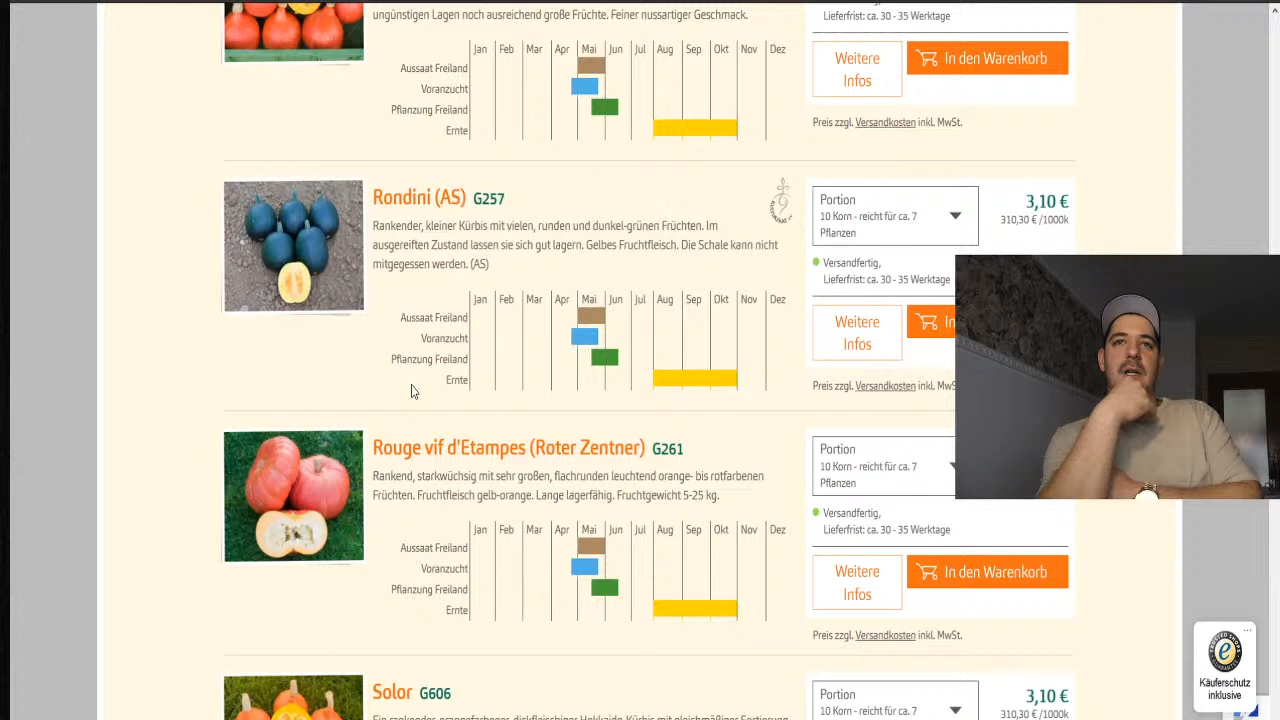 ungünstigen Lagen noch ausreichend große Früchte. Feiner nussartiger Geschmack.
Lieferfrist: ca. 30 - 35 Werktage
Jan Feb Mar Apr Mai Jun Jul Aug Sep Okt Nov Dez
Aussaat Freiland
Voranzucht
Pflanzung Freiland
Ernte
Weitere Infos
In den Warenkorb
Preis zzgl. Versandkosten inkl. MwSt.
Rondini (AS) G257
Rankender, kleiner Kürbis mit vielen, runden und dunkel-grünen Früchten. Im
ausgereiften Zustand lassen sie sich gut lagern. Gelbes Fruchtfleisch. Die Schale kann nicht
mitgegessen werden. (AS)
Jan Feb Mar Apr Mai Jun Jul Aug Sep Okt Nov Dez
Aussaat Freiland
Voranzucht
Pflanzung Freiland
Ernte
Portion
10 Korn - reicht für ca. 7
Pflanzen
3,10 €
310,30 € /1000k
Versandfertig,
Lieferfrist: ca. 30 - 35 Werktage
Weitere
Infos
Preis zzgl. Versandkosten inkl. MwS
Rouge vif d'Etampes (Roter Zentner) G261
Rankend, starkwüchsig mit sehr großen, flachrunden leuchtend orange- bis rotfarbenen
Früchten. Fruchtfleisch gelb-orange. Lange lagerfähig. Fruchtgewicht 5-25 kg.
Jan Feb Mar Apr Mai Jun Jul Aug Sep Okt Nov Dez
Aussaat Freiland
Voranzucht
Pflanzung Freiland
Ernte
Portion
10 Korn - reicht für ca. 7
Pflanzen
Versandfertig,
Lieferfrist: ca. 30 - 35 Werktage
Weitere
Infos
In den Warenkorb
Preis zzgl. Versandkosten inkl. MwSt.
Solor G606
Portion
10 Korn - reicht für ca. 7
3,10 €
310,30 € /1000k
Ein rankender, orangefarbener, dickfleischiger Hokkaido-Kürbis mit gleichmäßiger Sortierung
Käuferschutz
inklusive